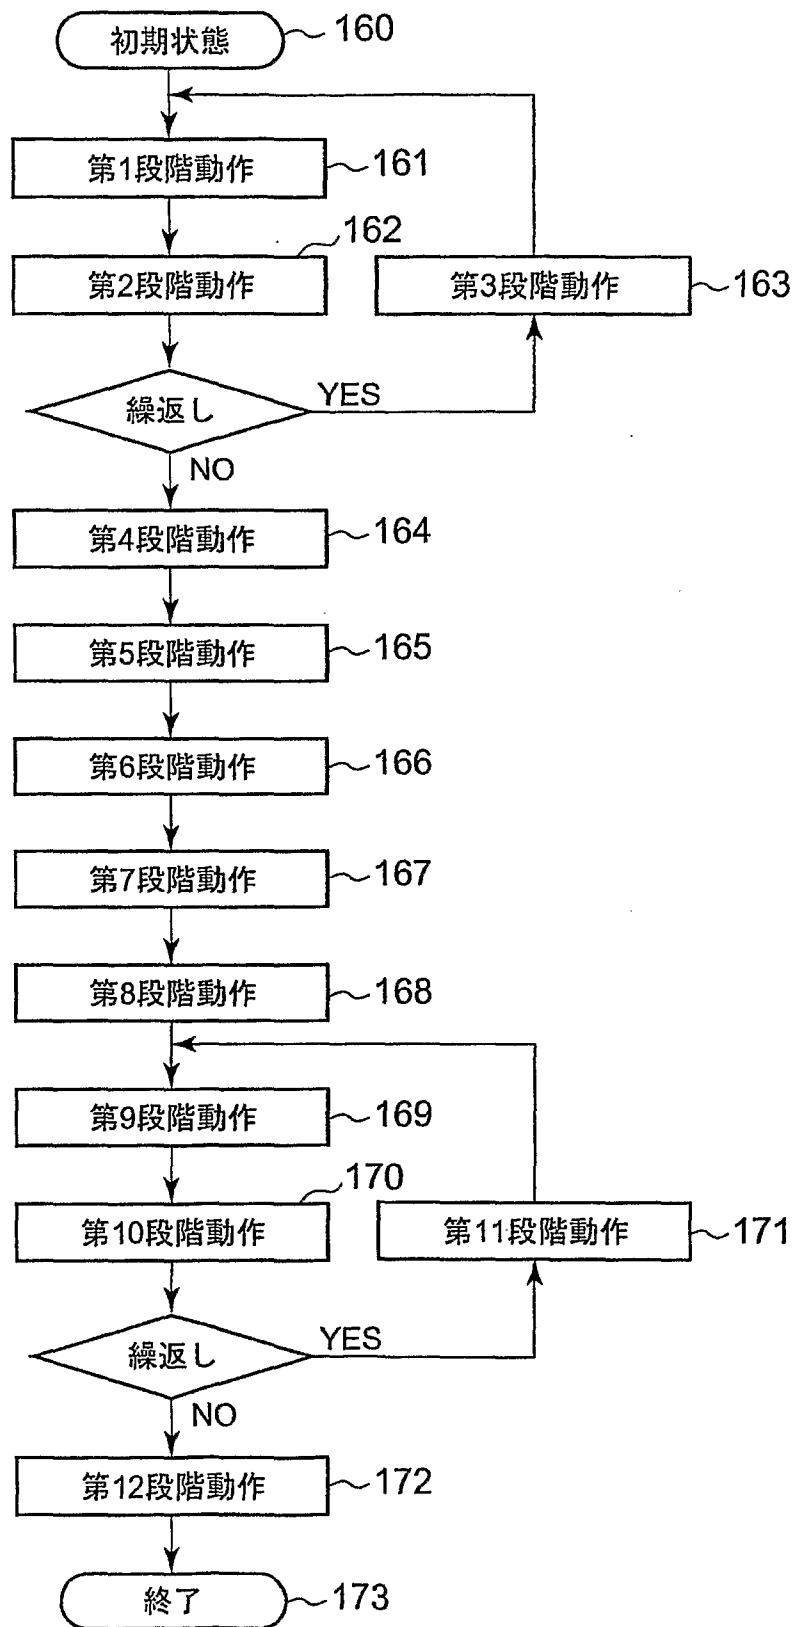 初期状態
160
第1段階動作
161
162
第2段階動作
第3段階動作
163
繰返し
YES
NO
第4段階動作
164
第5段階動作
165
第6段階動作
166
第7段階動作
167
第8段階動作
168
第9段階動作
169
170
第10段階動作
第11段階動作
171
繰返し
YES
NO
第12段階動作
172
終了
173